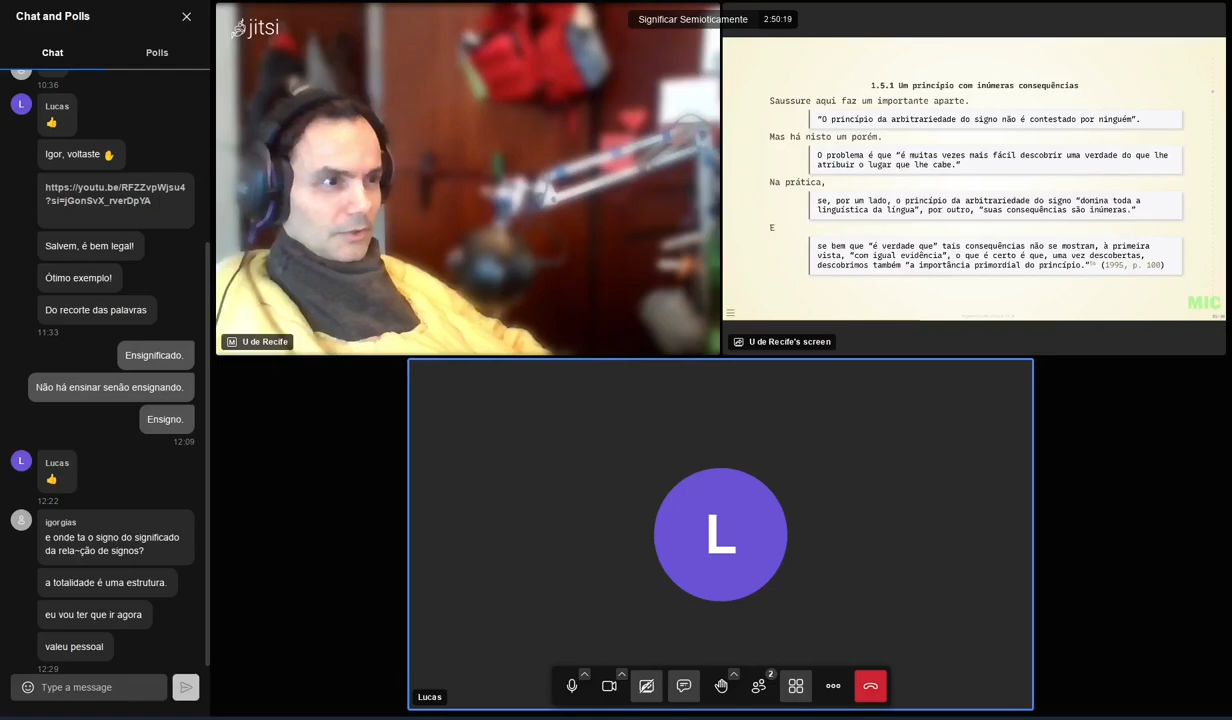 Chat and Polls
Chat
Polls
10:36
L
Lucas
👍
Igor, voltaste ✋
https://youtu.be/RFZZvpWjsu4
?si=jGonSvX_rverDpYA
Salvem, é bem legal!
Ótimo exemplo!
Do recorte das palavras
11:33
Ensignificado.
Não há ensinar senão ensignando.
Ensigno.
12:09
L
Lucas
👍
12:22
igorgias
e onde ta o signo do significado
da rela~ção de signos?
a totalidade é uma estrutura.
eu vou ter que ir agora
valeu pessoal
12:29
Type a message
jitsi
Significar Semioticamente
2:50:19
M
U de Recife
1.5.1 Um princípio com inúmeras consequências
Saussure aqui faz um importante aparte.
“O princípio da arbitrariedade do signo não é contestado por ninguém”.
Mas há nisto um porém.
O problema é que “é muitas vezes mais fácil descobrir uma verdade do que lhe
atribuir o lugar que lhe cabe.”
Na prática,
se, por um lado, o princípio da arbitrariedade do signo “domina toda a
linguística da língua”, por outro, “suas consequências são inúmeras.”
E
se bem que “é verdade que” tais consequências não se mostram, à primeira
vista, “com igual evidência”, o que é certo é que, uma vez descobertas,
descobrimos também “a importância primordial do princípio.” (1995, p. 100)
MIC
U de Recife's screen
L
Lucas
2